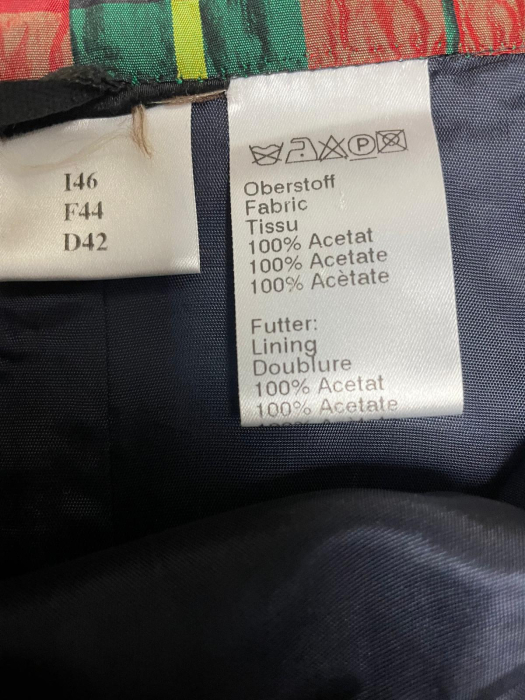 I46
F44
D42
P
Oberstoff
Fabric
Tissu
100% Acetat
100% Acetate
100% Acètate
Futter:
Lining
Doublure
100% Acetat
100% Acetate